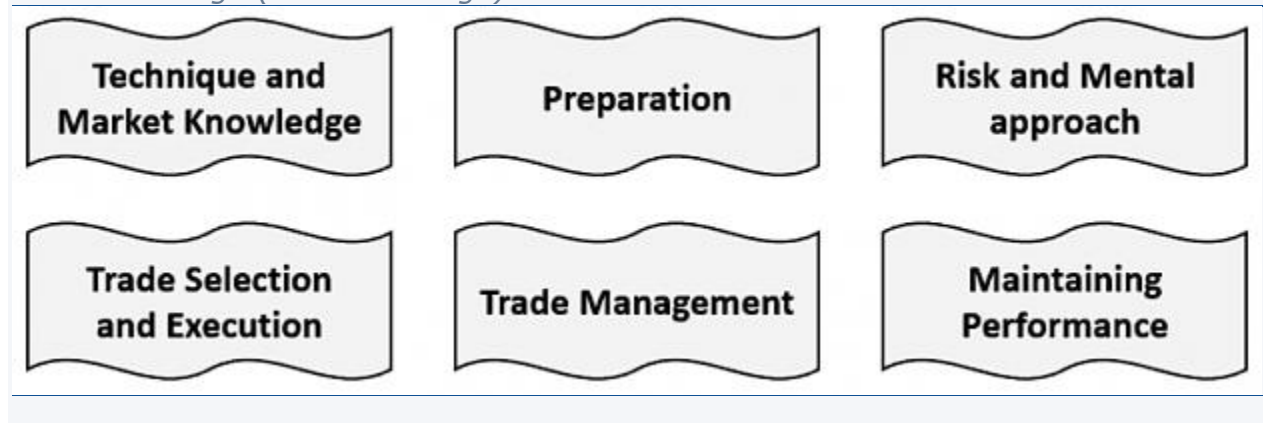 Technique and
Market Knowledge
Preparation
Risk and Mental
approach
Trade Selection
and Execution
Trade Management
Maintaining
Performance